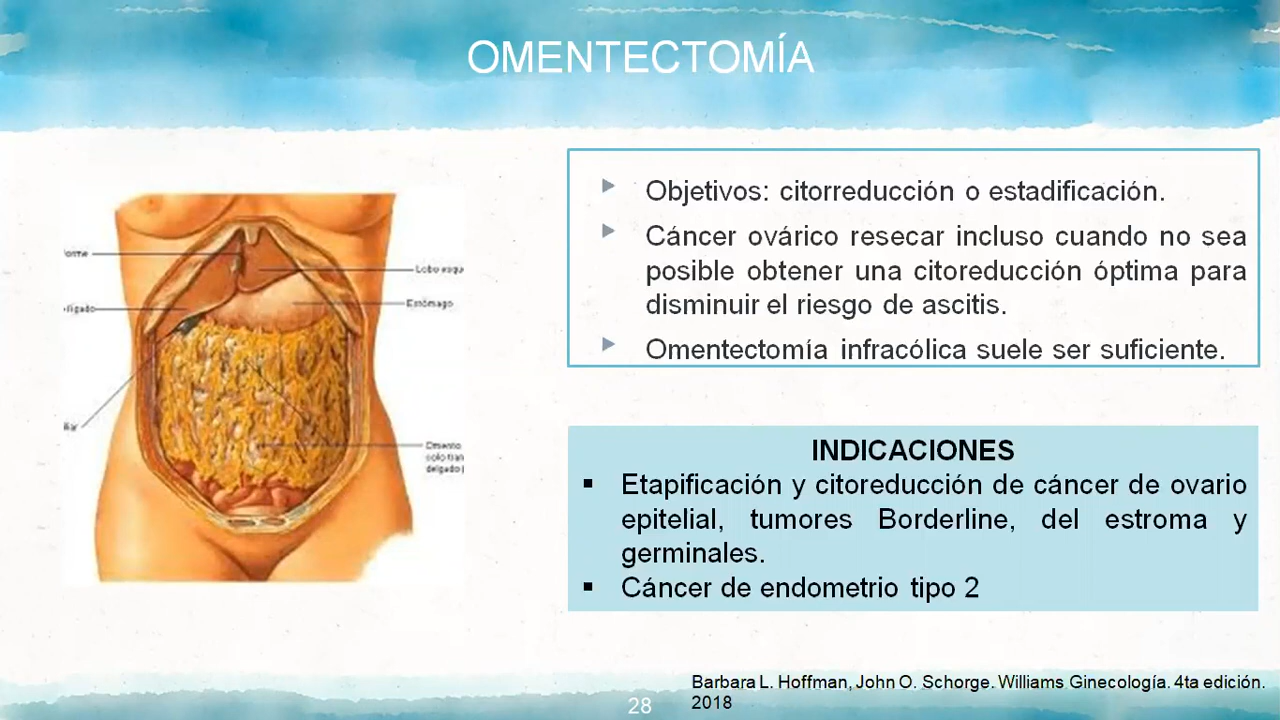 OMENTECTOMÍA
Objetivos: citorreducción o estadificación.
Cáncer ovárico resecar incluso cuando no sea
posible obtener una citoreducción óptima para
disminuir el riesgo de ascitis.
Omentectomía infracólica suele ser suficiente.
orme
Lobo
Estómago
hígado
Omento
solo tran
delgado
INDICACIONES
▪ Etapificación y citoreducción de cáncer de ovario
epitelial, tumores Borderline, del estroma y
germinales.
▪ Cáncer de endometrio tipo 2
Barbara L. Hoffman, John O. Schorge. Williams Ginecología. 4ta edición.
2018
28